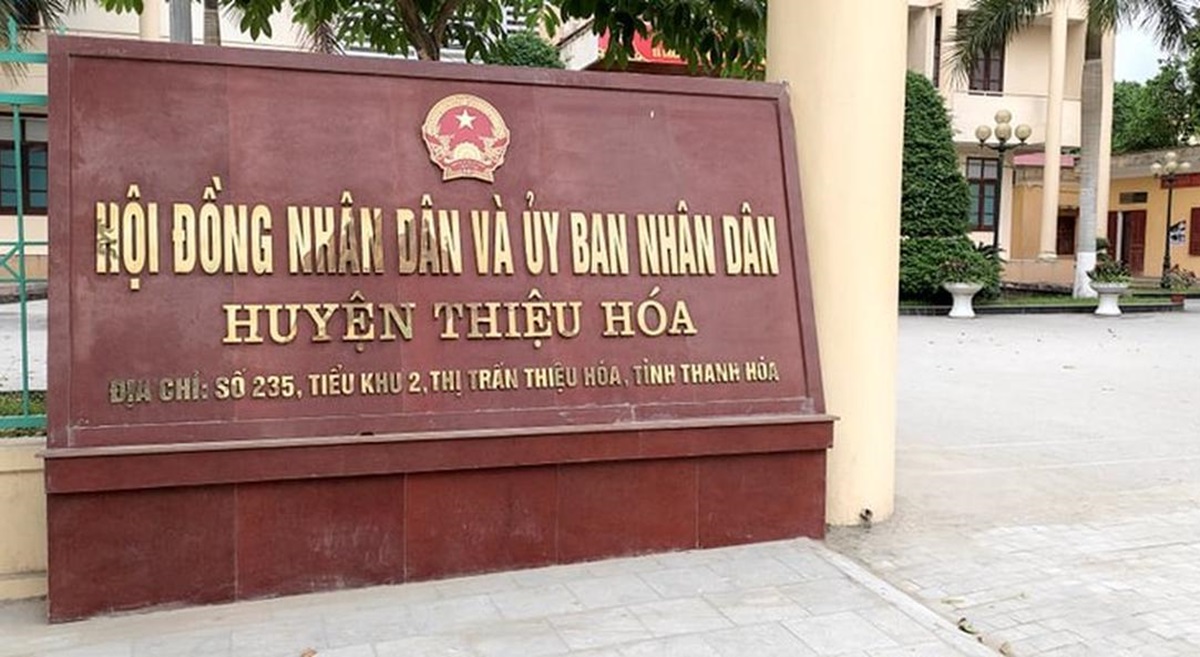 HỘI ĐỒNG NHÂN DÂN VÀ ỦY BAN NHÂN DÂN
HUYỆN THIỆU HÓA
ĐỊA CHỈ: SỐ 235, TIỂU KHU 2, THỊ TRẤN THIỆU HÓA, TỈNH THANH HÓA